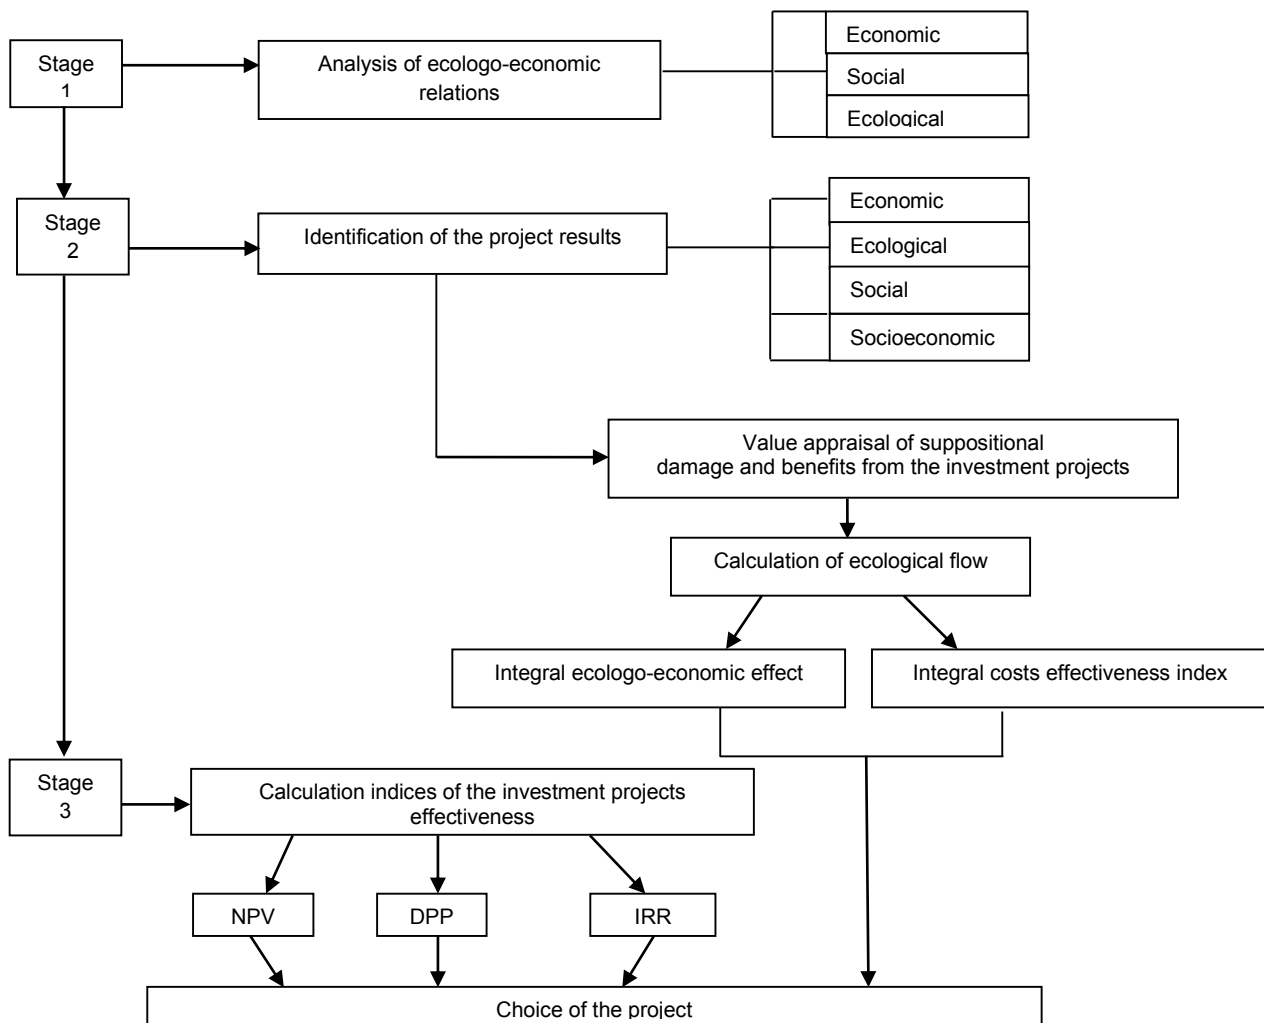 Stage
1
Analysis of ecologo-economic
relations
Economic
Social
Ecological
Stage
2
Identification of the project results
Economic
Ecological
Social
Socioeconomic
Value appraisal of suppositional
damage and benefits from the investment projects
Calculation of ecological flow
Integral ecologo-economic effect
Integral costs effectiveness index
Stage
3
Calculation indices of the investment projects
effectiveness
NPV
DPP
IRR
Choice of the project